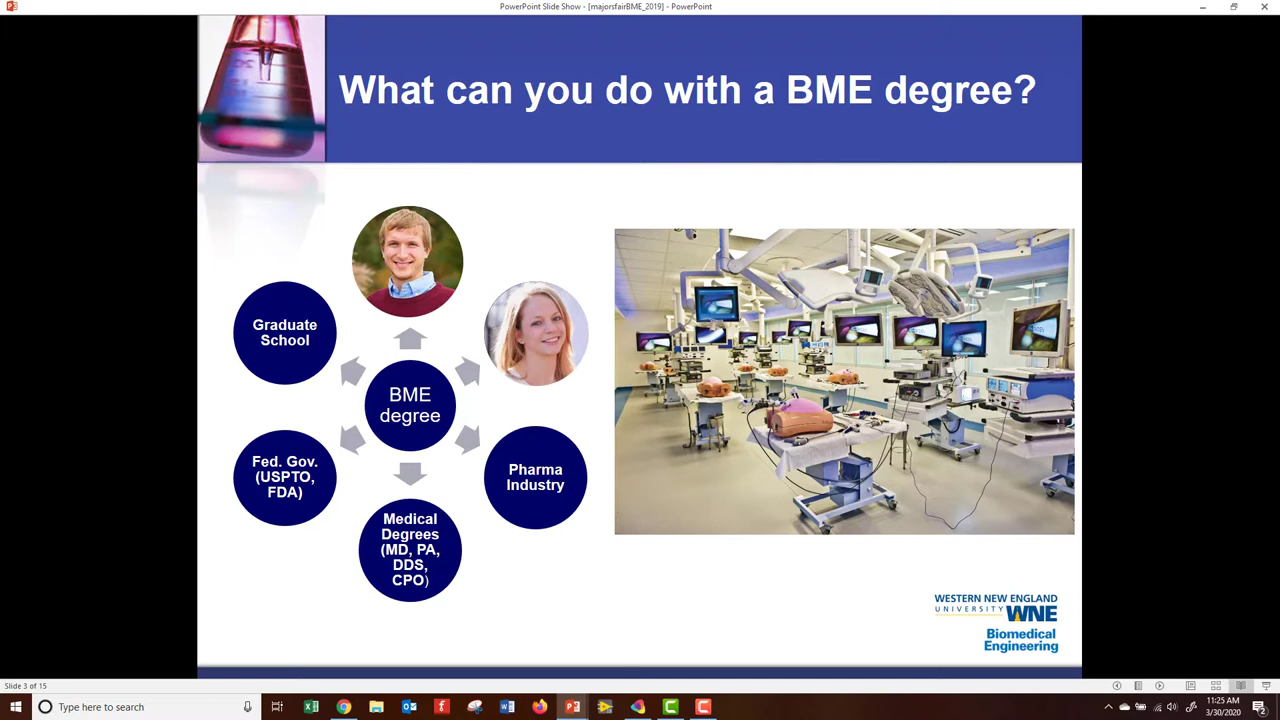 PowerPoint Slide Show - [majorsfairBME_2019] - PowerPoint
What can you do with a BME degree?
Graduate
School
BME
degree
Fed. Gov.
(USPTO,
FDA)
Pharma
Industry
Medical
Degrees
(MD, PA,
DDS,
CPO)
WESTERN NEW ENGLAND
UNIVERSITY WNE
Biomedical
Engineering
Slide 3 of 15
Type here to search
11:25 AM
3/30/2020
2